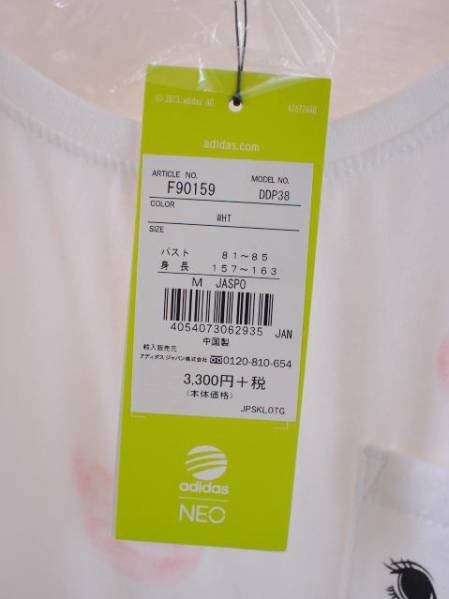 © 2013 adidas AG.
adidas.com
ARTICLE NO. MODEL NO.
F90159 DDP38
COLOR
WHT
SIZE
バスト 81～85
身長 157～163
M JASPO
4054073062935 JAN
中国製
輸入販売元
アディダス ジャパン株式会社 0120-810-654
3,300円＋税
(本体価格)
JPSKLOTG
adidas
NEO